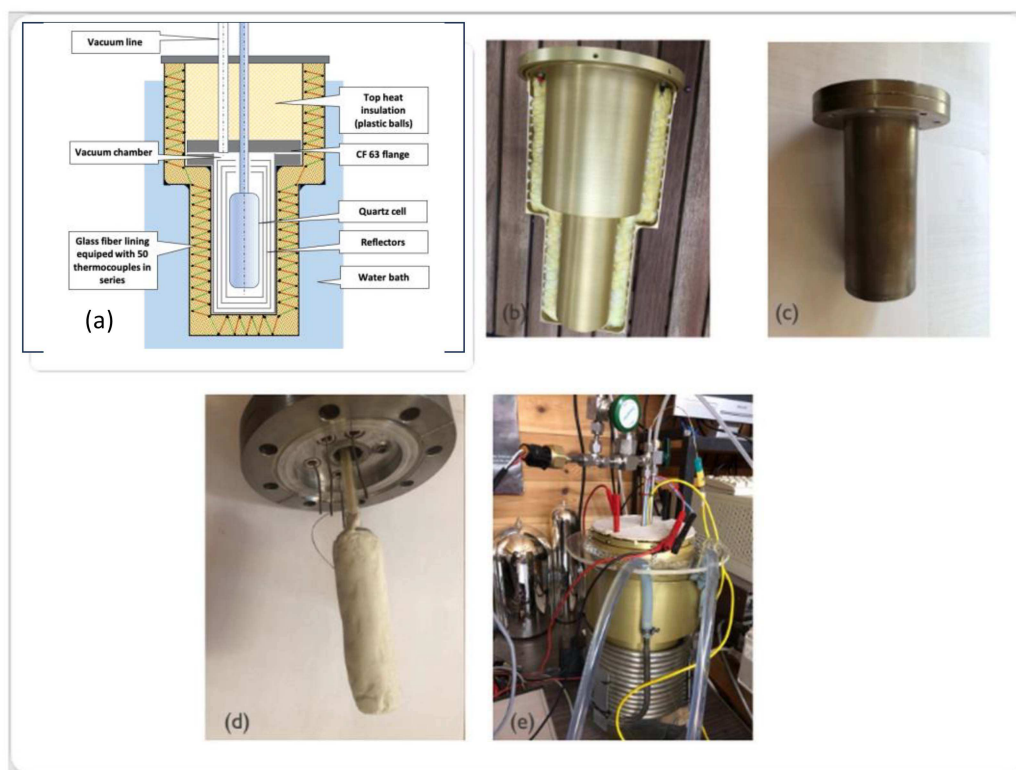 Vacuum line
Top heat
insulation
(plastic balls)
Vacuum chamber
CF 63 flange
Quartz cell
Glass fiber lining
equiped with 50
thermocouples in
series
Reflectors
Water bath
(a)
(b)
(c)
(d)
(e)